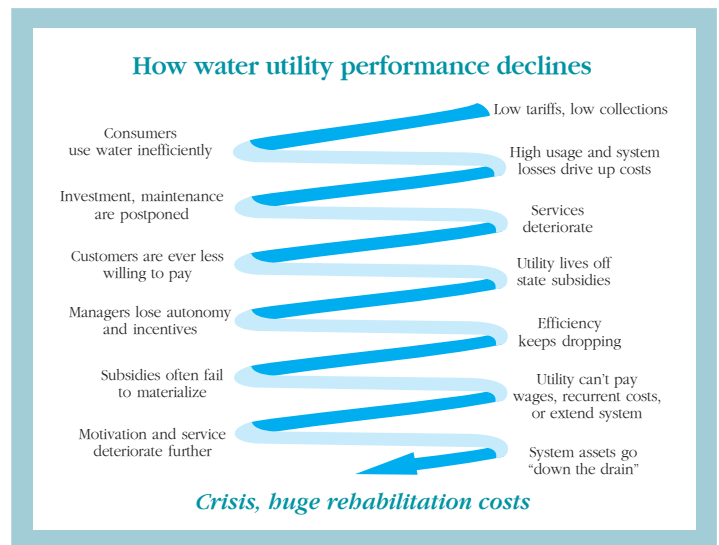 How water utility performance declines
Low tariffs, low collections
Consumers
use water inefficiently
High usage and system
losses drive up costs
Investment, maintenance
are postponed
Services
deteriorate
Customers are ever less
willing to pay
Utility lives off
state subsidies
Managers lose autonomy
and incentives
Efficiency
keeps dropping
Subsidies often fail
to materialize
Utility can't pay
wages, recurrent costs,
or extend system
Motivation and service
deteriorate further
System assets go
“down the drain”
Crisis, huge rehabilitation costs